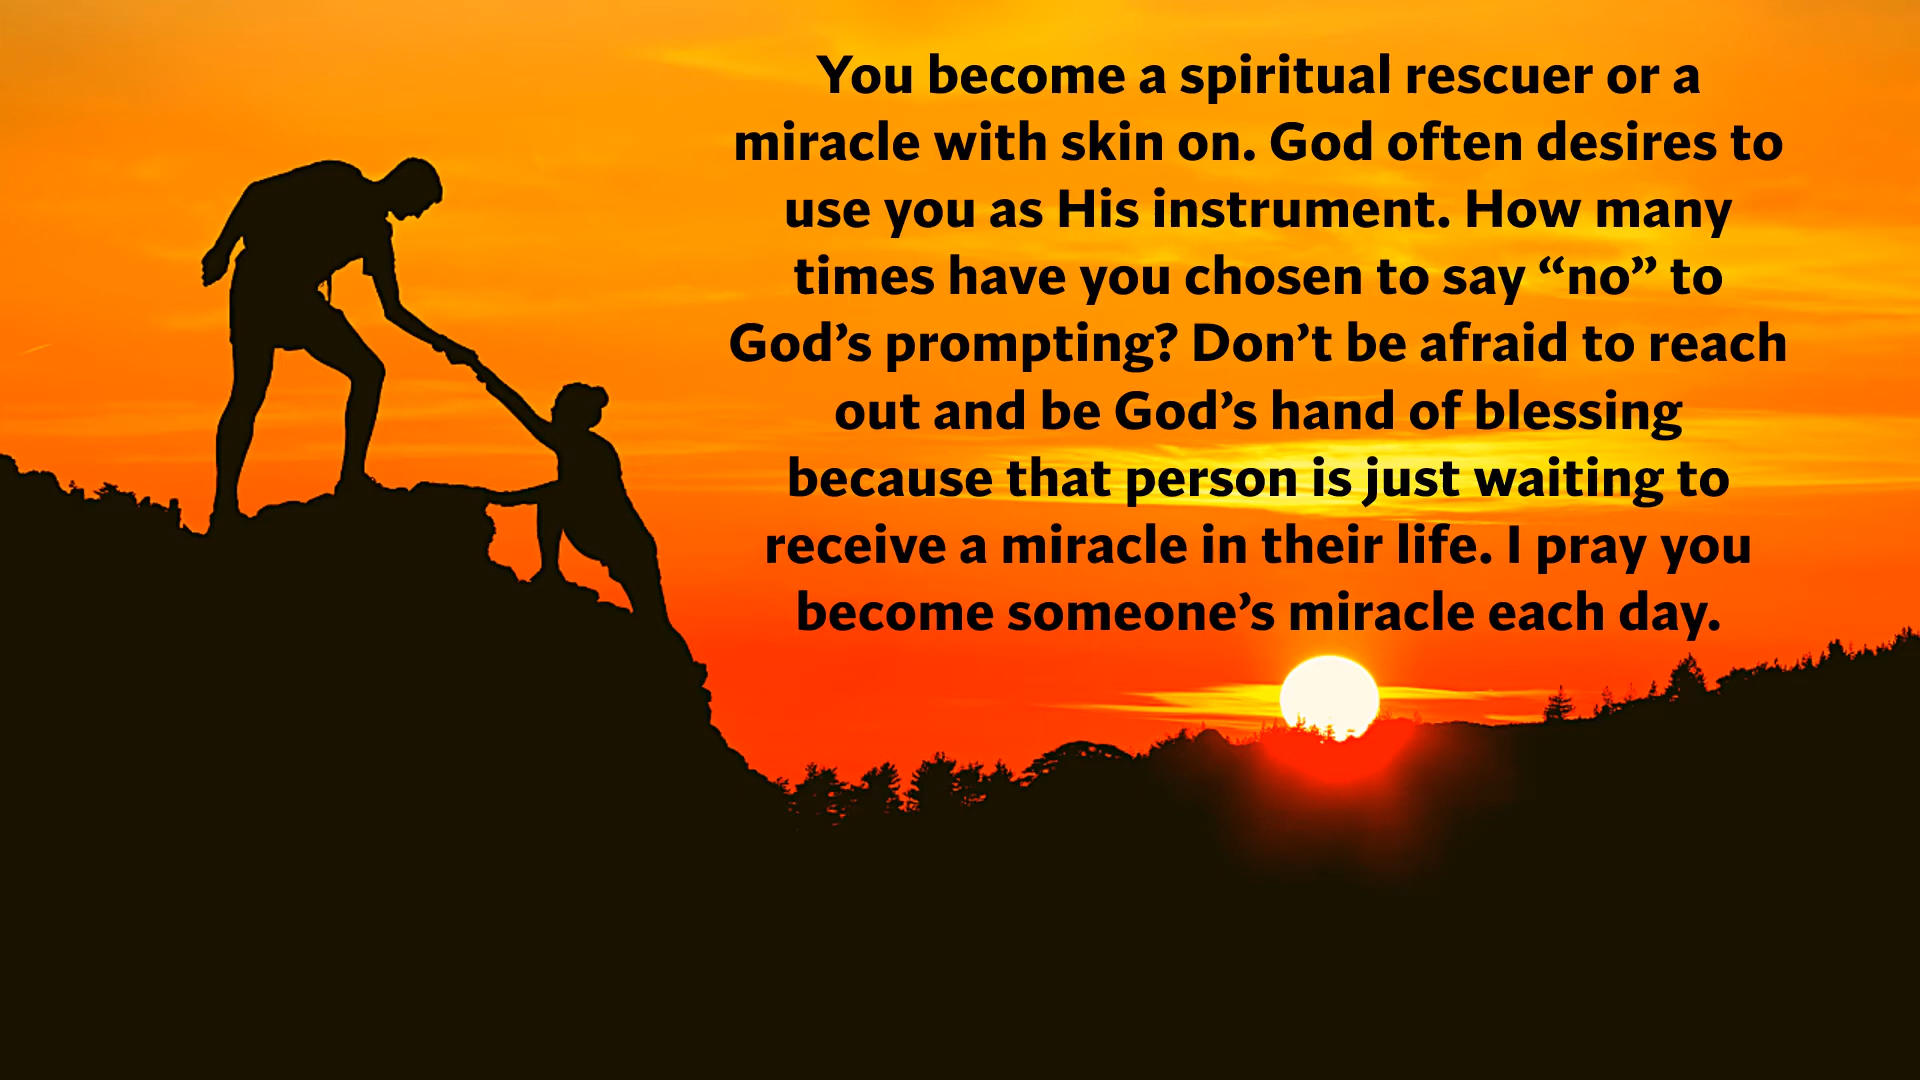 You become a spiritual rescuer or a
miracle with skin on. God often desires to
use you as His instrument. How many
times have you chosen to say “no” to
God’s prompting? Don’t be afraid to reach
out and be God’s hand of blessing
because that person is just waiting to
receive a miracle in their life. I pray you
become someone’s miracle each day.